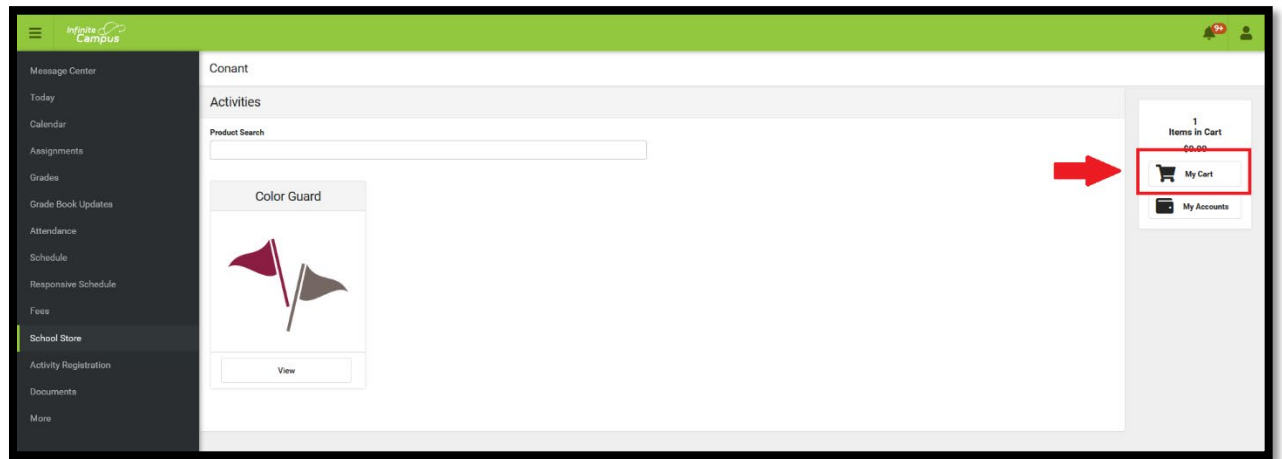 Infinite
Campus
9+
Message Center
Today
Calendar
Assignments
Grades
Grade Book Updates
Attendance
Schedule
Responsive Schedule
Fees
School Store
Activity Registration
Documents
More
Conant
Activities
Product Search
Color Guard
View
1
Items in Cart
My Cart
My Accounts